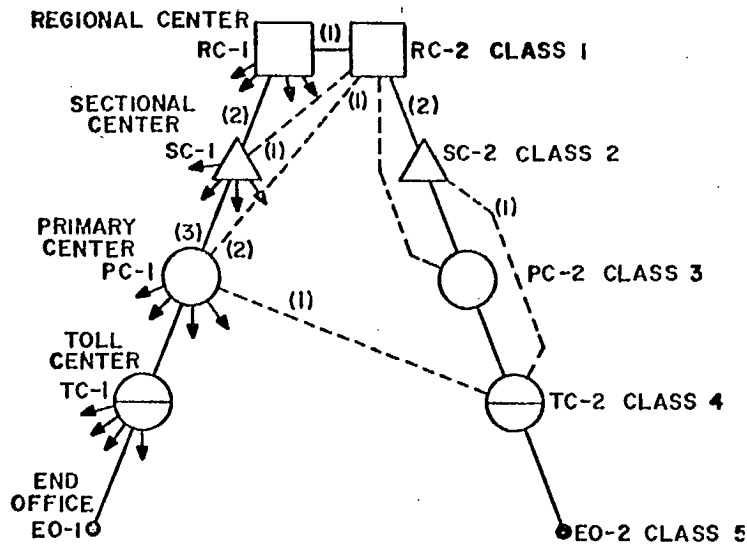 REGIONAL CENTER
(1)
RC-1
RC-2 CLASS 1
(2)
(1)
(2)
SECTIONAL
CENTER
SC-1
(1)
SC-2 CLASS 2
(1)
PRIMARY
CENTER
(3)
(2)
PC-1
PC-2 CLASS 3
(1)
TOLL
CENTER
TC-1
TC-2 CLASS 4
END
OFFICE
EO-1
EO-2 CLASS 5